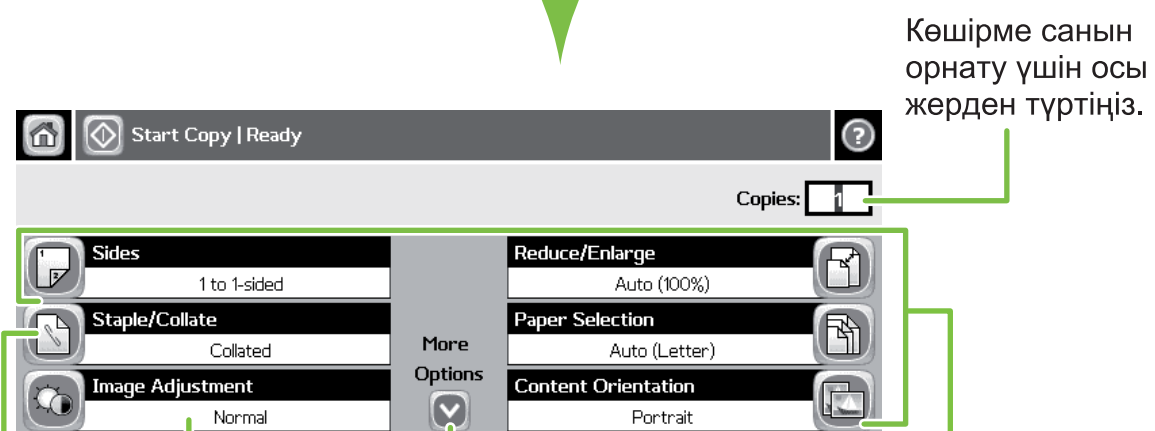 Көшірме санын
орнату үшін осы
жерден түртіңіз.
Start Copy | Ready
?
Copies: 1
Sides
1 to 1-sided
Reduce/Enlarge
Auto (100%)
Staple/Collate
Collated
Paper Selection
Auto (Letter)
More
Options
Image Adjustment
Normal
Content Orientation
Portrait